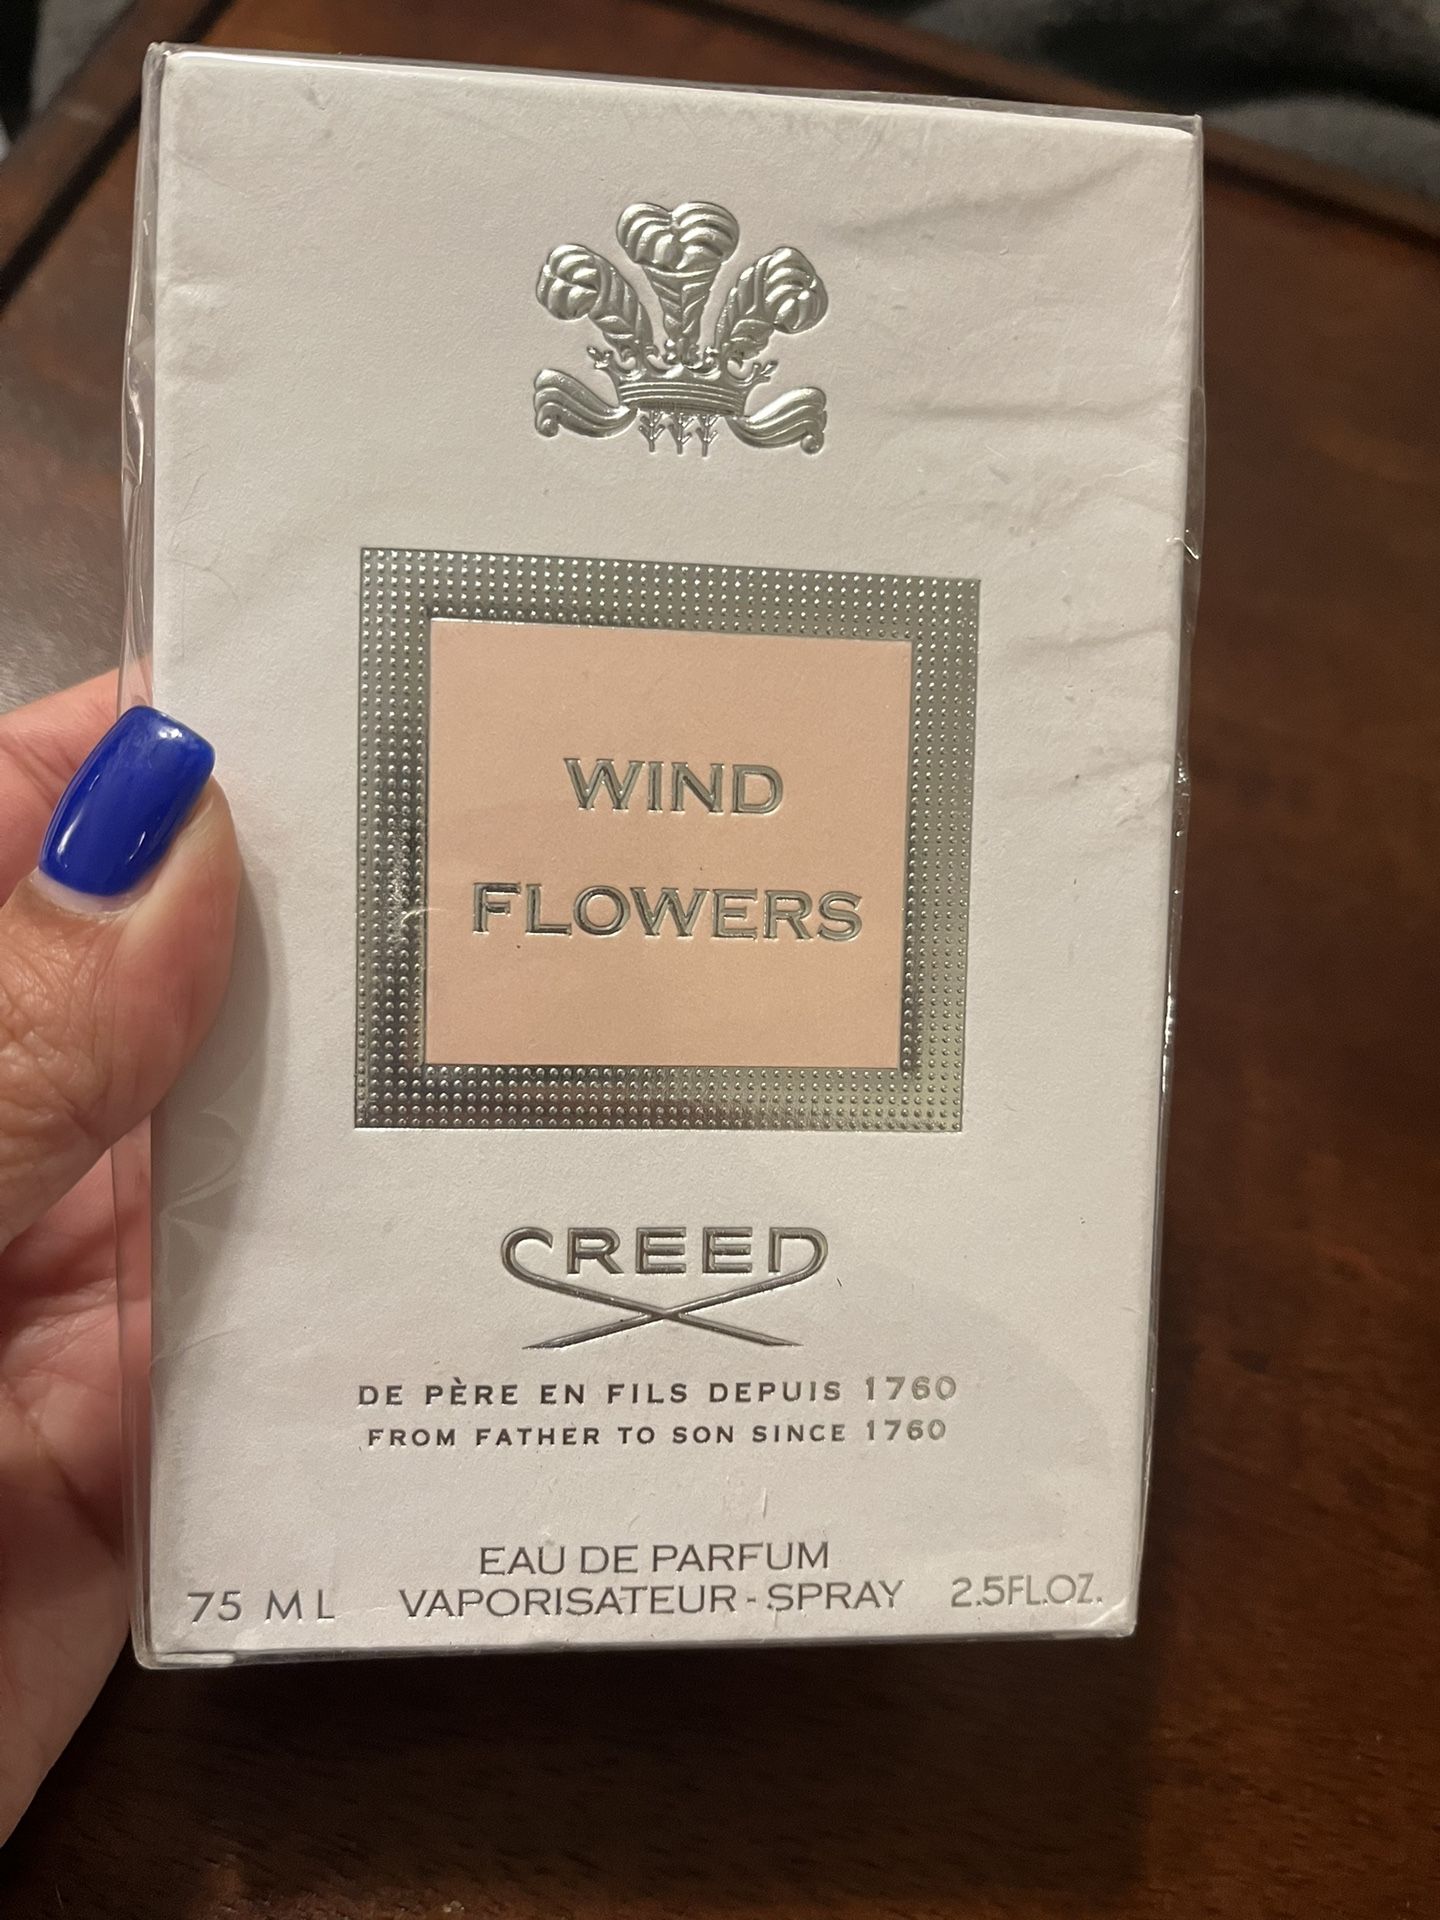 WIND
FLOWERS
CREED
DE PÈRE EN FILS DEPUIS 1760
FROM FATHER TO SON SINCE 1760
EAU DE PARFUM
75 ML VAPORISATEUR-SPRAY 2.5FL.OZ.